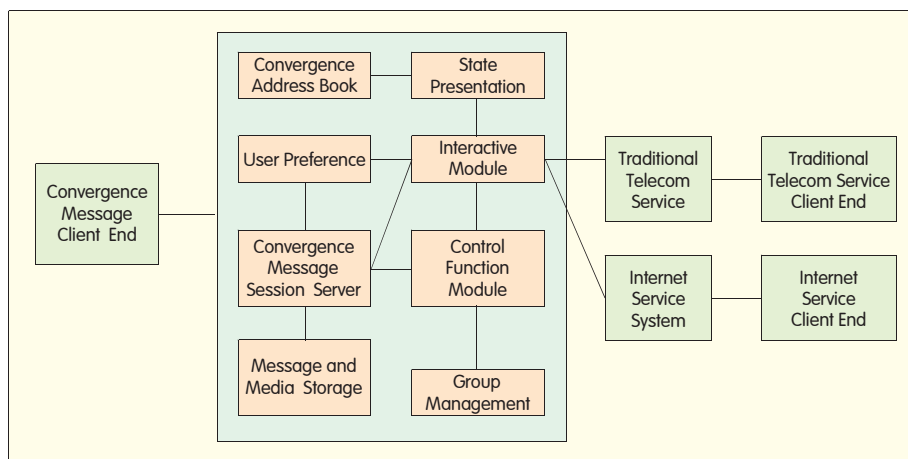 Convergence
Message
Client End
Convergence
Address Book
State
Presentation
User Preference
Interactive
Module
Convergence
Message
Session Server
Control
Function
Module
Message and
Media Storage
Group
Management
Traditional
Telecom
Service
Traditional
Telecom Service
Client End
Internet
Service
System
Internet
Service
Client End